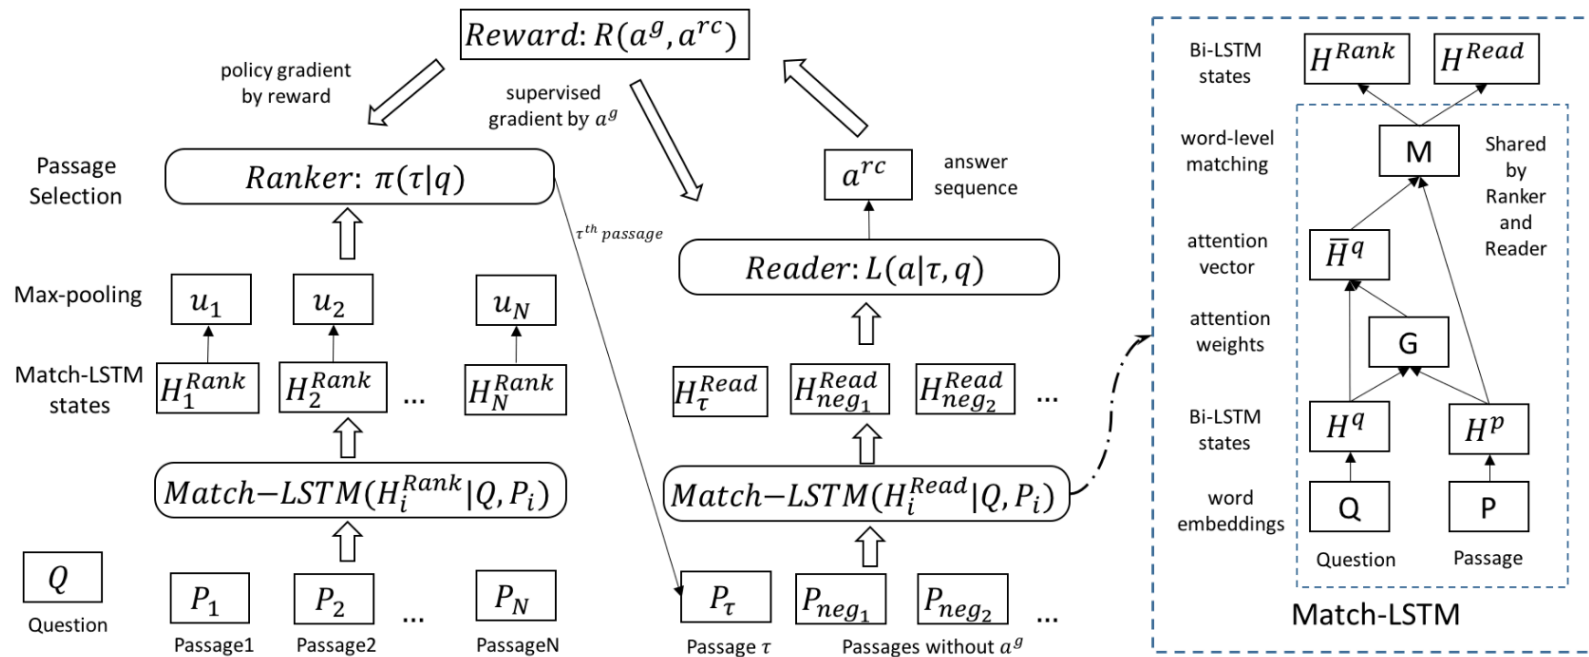 Reward: R(a^g, a^rc)
policy gradient
by reward
supervised
gradient by a^g
Passage
Selection
Ranker: π(τ|q)
τ^th passage
a^rc
answer
sequence
Reader: L(a|τ, q)
Max-pooling
u_1
u_2
u_N
Match-LSTM
states
H_1^Rank
H_2^Rank
...
H_N^Rank
H_τ^Read
H_neg_1^Read
H_neg_2^Read
...
Match−LSTM(H_i^Rank|Q, P_i)
Match−LSTM(H_i^Read|Q, P_i)
Q
Question
P_1
P_2
...
P_N
Passage1
Passage2
PassageN
P_τ
P_neg_1
P_neg_2
...
Passage τ
Passages without a^g
Bi-LSTM
states
H^Rank
H^Read
word-level
matching
M
Shared
by
Ranker
and
Reader
attention
vector
H̅^q
attention
weights
G
Bi-LSTM
states
H^q
H^p
word
embeddings
Q
P
Question
Passage
Match-LSTM